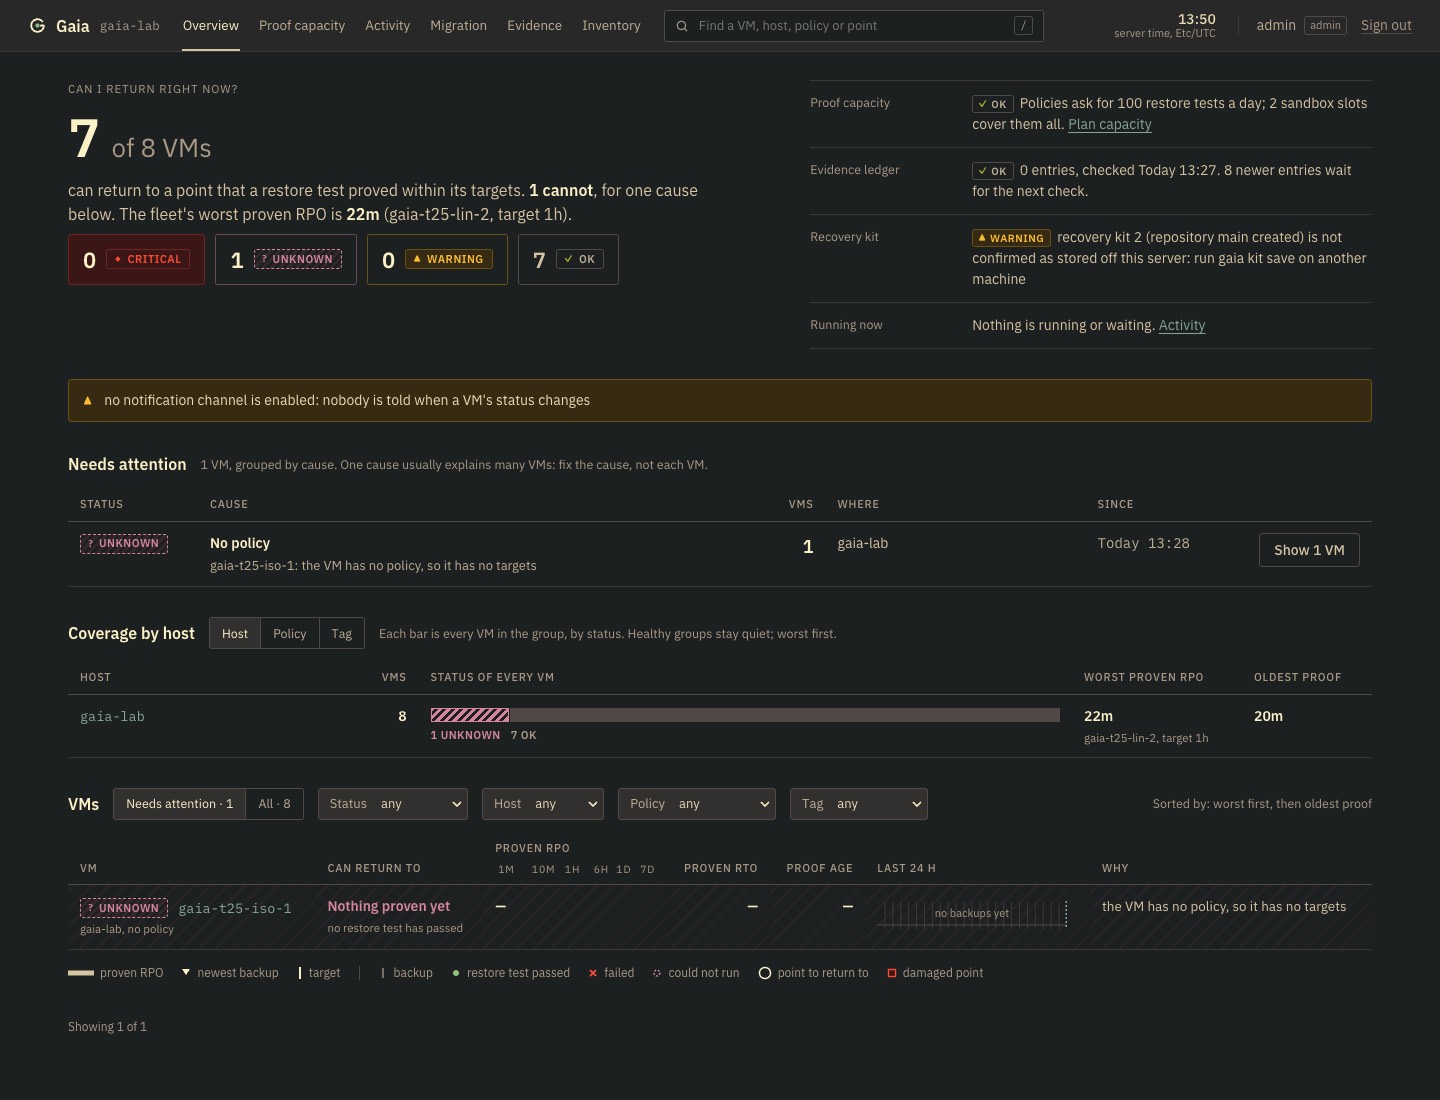 Gaia gaia-lab Overview Proof capacity Activity Migration Evidence Inventory Find a VM, host, policy or point / 13:50 server time, Etc/UTC admin admin Sign out
CAN I RETURN RIGHT NOW?
7 of 8 VMs
can return to a point that a restore test proved within its targets. 1 cannot, for one cause
below. The fleet's worst proven RPO is 22m (gaia-t25-lin-2, target 1h).
0 CRITICAL 1 ? UNKNOWN 0 WARNING 7 OK
Proof capacity OK Policies ask for 100 restore tests a day; 2 sandbox slots
cover them all. Plan capacity
Evidence ledger OK 0 entries, checked Today 13:27. 8 newer entries wait
for the next check.
Recovery kit WARNING recovery kit 2 (repository main created) is not
confirmed as stored off this server: run gaia kit save on another
machine
Running now Nothing is running or waiting. Activity
no notification channel is enabled: nobody is told when a VM's status changes
Needs attention 1 VM, grouped by cause. One cause usually explains many VMs: fix the cause, not each VM.
STATUS CAUSE VMS WHERE SINCE
? UNKNOWN No policy 1 gaia-lab Today 13:28 Show 1 VM
gaia-t25-iso-1: the VM has no policy, so it has no targets
Coverage by host Host Policy Tag Each bar is every VM in the group, by status. Healthy groups stay quiet; worst first.
HOST VMS STATUS OF EVERY VM WORST PROVEN RPO OLDEST PROOF
gaia-lab 8 22m 20m
1 UNKNOWN 7 OK gaia-t25-lin-2, target 1h
VMs Needs attention · 1 All · 8 Status any Host any Policy any Tag any Sorted by: worst first, then oldest proof
PROVEN RPO
VM CAN RETURN TO 1M 10M 1H 6H 1D 7D PROVEN RTO PROOF AGE LAST 24 H WHY
? UNKNOWN gaia-t25-iso-1 Nothing proven yet – – – no backups yet the VM has no policy, so it has no targets
gaia-lab, no policy no restore test has passed
proven RPO newest backup target backup restore test passed failed could not run point to return to damaged point
Showing 1 of 1